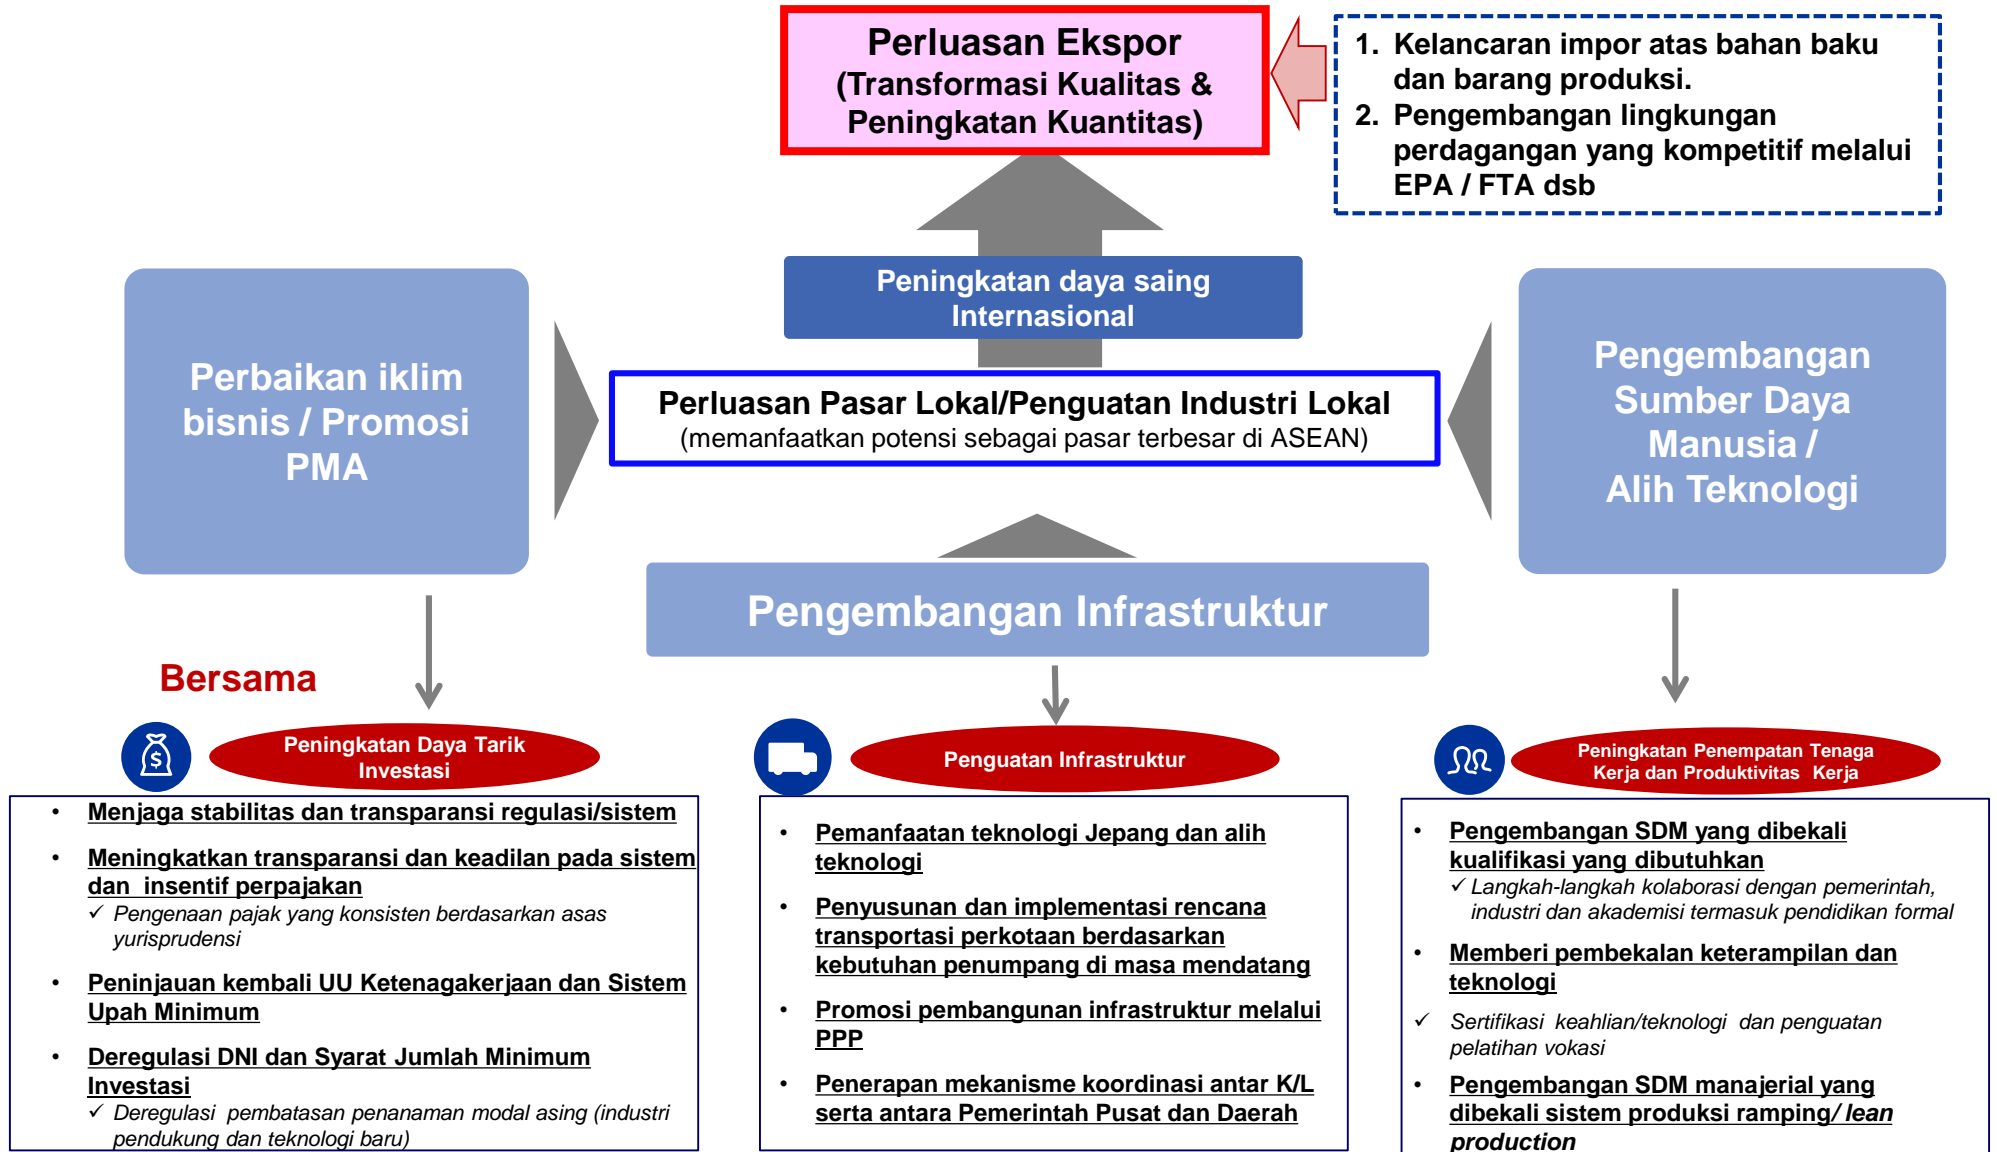 Perluasan Ekspor
(Transformasi Kualitas &
Peningkatan Kuantitas)
1. Kelancaran impor atas bahan baku
dan barang produksi.
2. Pengembangan lingkungan
perdagangan yang kompetitif melalui
EPA / FTA dsb
Peningkatan daya saing
Internasional
Perbaikan iklim
bisnis / Promosi
PMA
Perluasan Pasar Lokal/Penguatan Industri Lokal
(memanfaatkan potensi sebagai pasar terbesar di ASEAN)
Pengembangan
Sumber Daya
Manusia /
Alih Teknologi
Pengembangan Infrastruktur
Bersama
Peningkatan Daya Tarik
Investasi
• Menjaga stabilitas dan transparansi regulasi/sistem
• Meningkatkan transparansi dan keadilan pada sistem
dan insentif perpajakan
✓ Pengenaan pajak yang konsisten berdasarkan asas
yurisprudensi
• Peninjauan kembali UU Ketenagakerjaan dan Sistem
Upah Minimum
• Deregulasi DNI dan Syarat Jumlah Minimum
Investasi
✓ Deregulasi pembatasan penanaman modal asing (industri
pendukung dan teknologi baru)
Penguatan Infrastruktur
• Pemanfaatan teknologi Jepang dan alih
teknologi
• Penyusunan dan implementasi rencana
transportasi perkotaan berdasarkan
kebutuhan penumpang di masa mendatang
• Promosi pembangunan infrastruktur melalui
PPP
• Penerapan mekanisme koordinasi antar K/L
serta antara Pemerintah Pusat dan Daerah
Peningkatan Penempatan Tenaga
Kerja dan Produktivitas Kerja
• Pengembangan SDM yang dibekali
kualifikasi yang dibutuhkan
✓ Langkah-langkah kolaborasi dengan pemerintah,
industri dan akademisi termasuk pendidikan formal
• Memberi pembekalan keterampilan dan
teknologi
✓ Sertifikasi keahlian/teknologi dan penguatan
pelatihan vokasi
• Pengembangan SDM manajerial yang
dibekali sistem produksi ramping/ lean
production